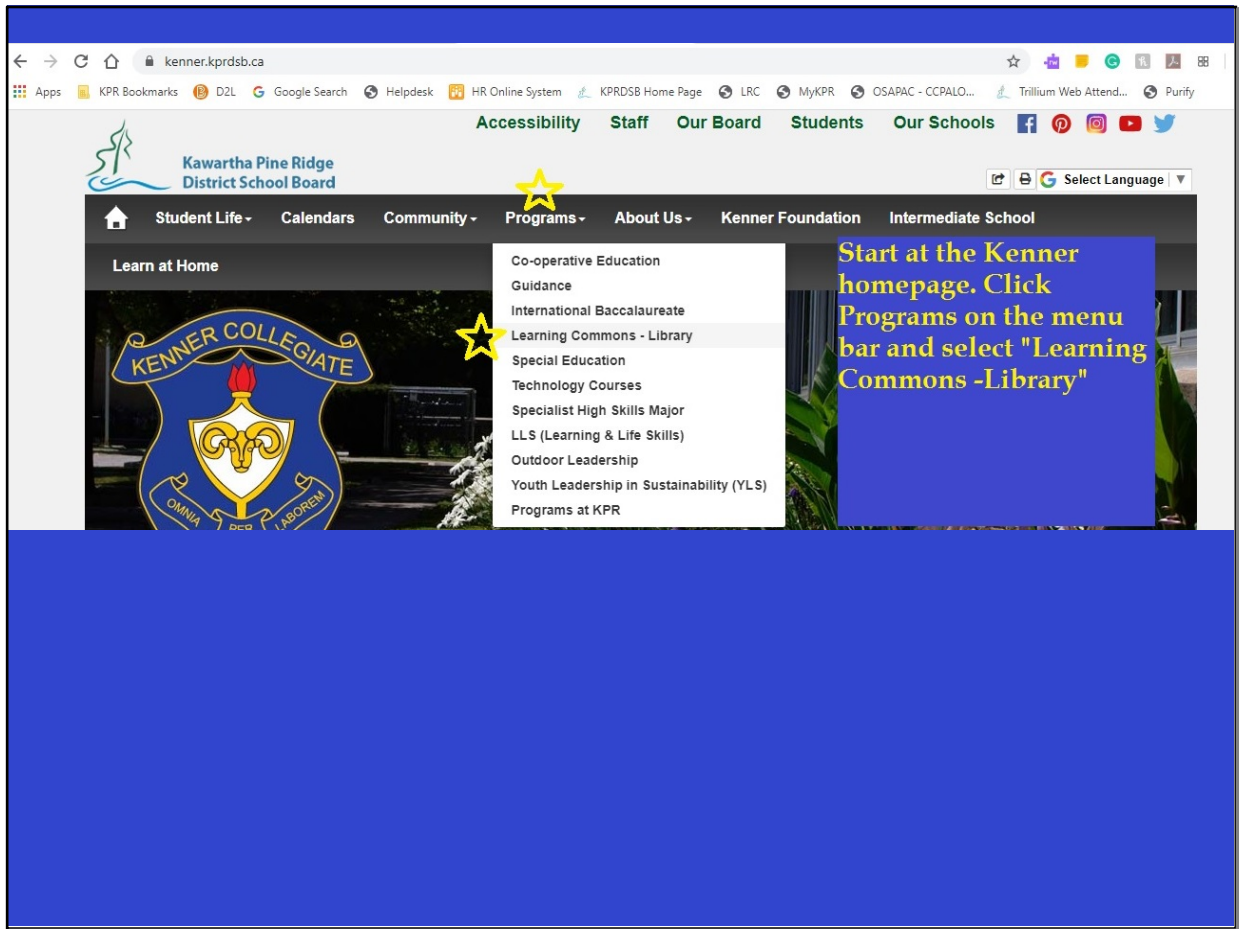 kenner.kprdsb.ca
Apps KPR Bookmarks D2L Google Search Helpdesk HR Online System KPRDSB Home Page LRC MyKPR OSAPAC - CCPALO... Trillium Web Attend... Purify
Accessibility Staff Our Board Students Our Schools
Kawartha Pine Ridge
District School Board
Select Language
Student Life Calendars Community Programs About Us Kenner Foundation Intermediate School
Learn at Home
Co-operative Education
Guidance
International Baccalaureate
Learning Commons - Library
Special Education
Technology Courses
Specialist High Skills Major
LLS (Learning & Life Skills)
Outdoor Leadership
Youth Leadership in Sustainability (YLS)
Programs at KPR
Start at the Kenner
homepage. Click
Programs on the menu
bar and select "Learning
Commons -Library"
KENNER COLLEGIATE
OMNIA PER LABOREM